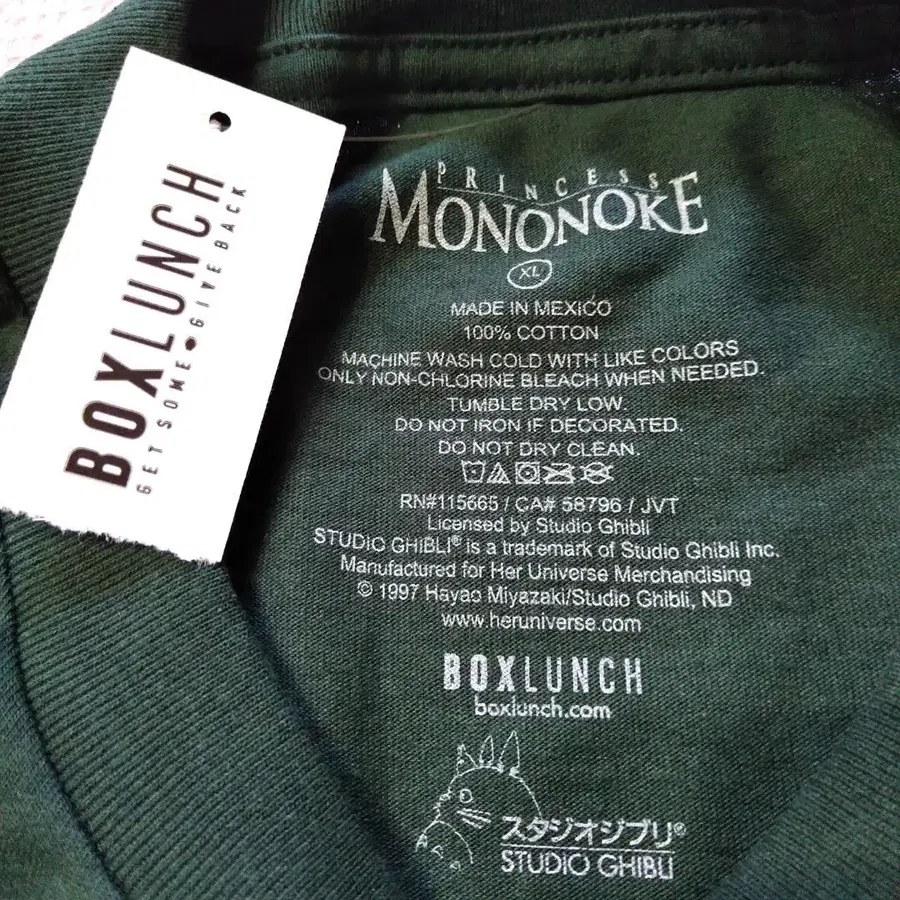 BOXLUNCH
GET SOME • GIVE BACK
PRINCESS
MONONOKE
XL
MADE IN MEXICO
100% COTTON
MACHINE WASH COLD WITH LIKE COLORS
ONLY NON-CHLORINE BLEACH WHEN NEEDED.
TUMBLE DRY LOW.
DO NOT IRON IF DECORATED.
DO NOT DRY CLEAN.
RN#115665 / CA# 58796 / JVT
Licensed by Studio Ghibli
STUDIO GHIBLI® is a trademark of Studio Ghibli Inc.
Manufactured for Her Universe Merchandising
© 1997 Hayao Miyazaki/Studio Ghibli, ND
www.heruniverse.com
BOXLUNCH
boxlunch.com
スタジオジブリ®
STUDIO GHIBLI